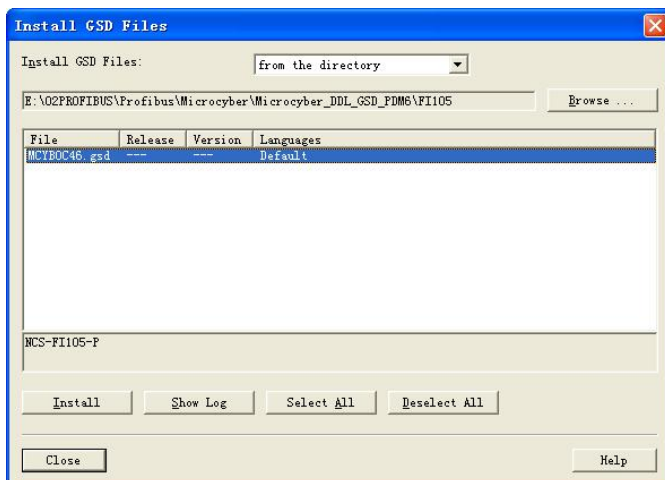 Install GSD Files
Install GSD Files:
from the directory
E:\02PROFIBUS\Profibus\Microcyber\Microcyber_DDL_GSD_PDM6\FI105
Browse ...
File Release Version Languages
MCYB0C46.gsd --- --- Default
NCS-FI105-P
Install Show Log Select All Deselect All
Close Help